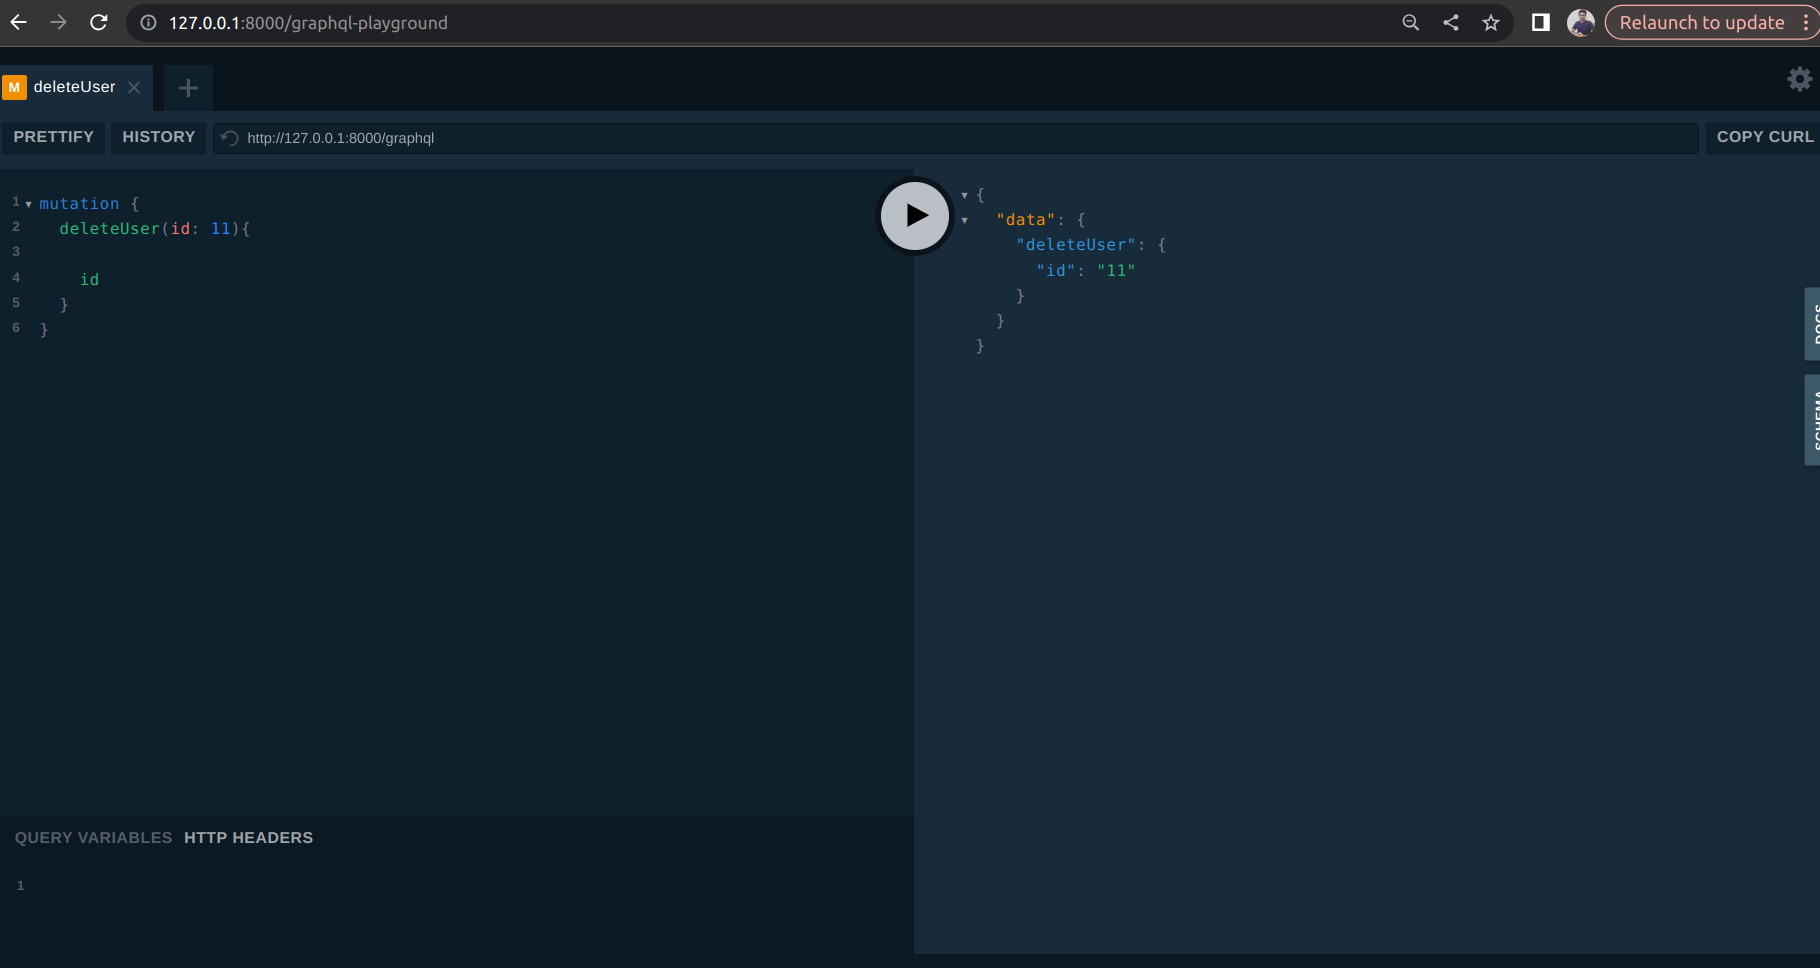 127.0.0.1:8000/graphql-playground
Relaunch to update
M deleteUser
PRETTIFY HISTORY http://127.0.0.1:8000/graphql COPY CURL
1 mutation {
2 deleteUser(id: 11){
3
4 id
5 }
6 }
{
"data": {
"deleteUser": {
"id": "11"
}
}
}
DOCS
SCHEMA
QUERY VARIABLES HTTP HEADERS
1